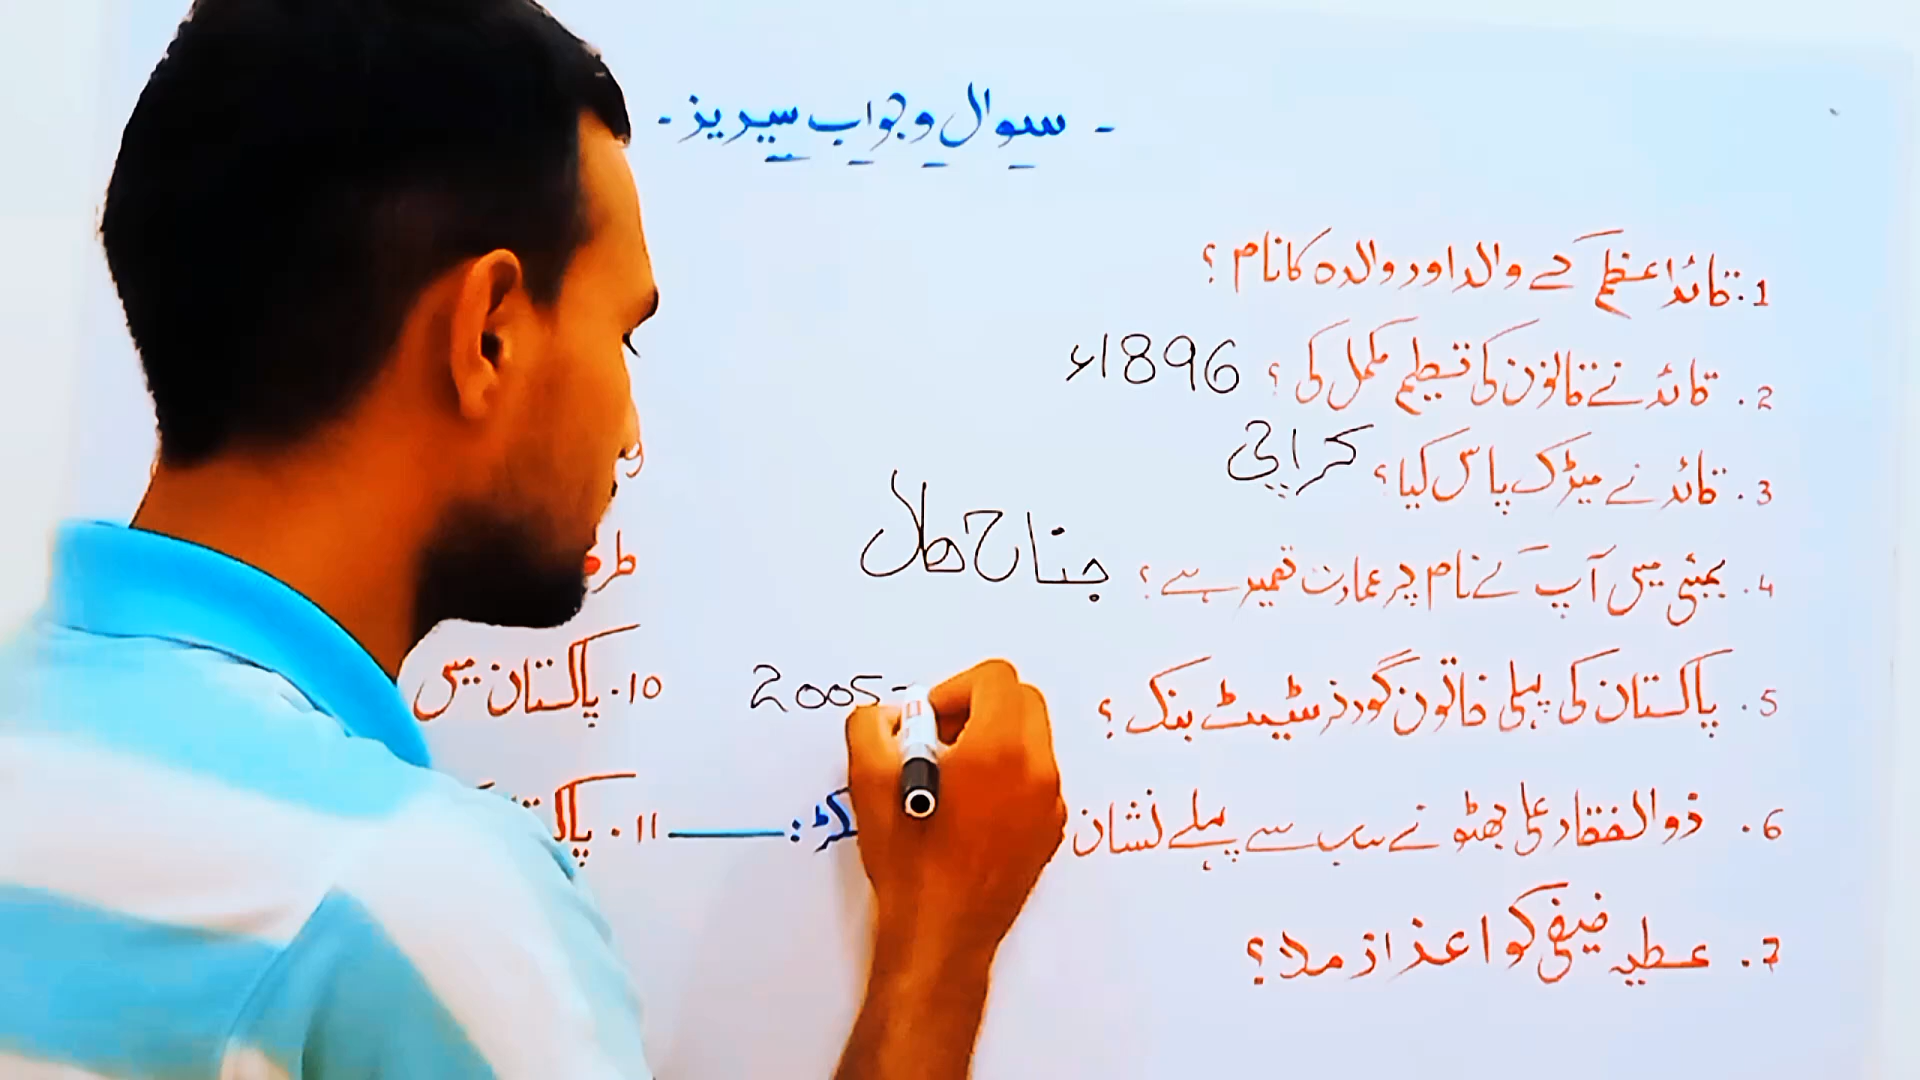 - سوال و جواب سیریز -
1. قائد اعظم کے والد اور والدہ کا نام ؟
2. قائد نے قانون کی تعلیم مکمل کی ؟ 1896ء
3. قائد نے میڑک پاس کیا ؟ کراچی
4. بمبئی میں آپ کے نام پر عمارت تعمیر ہے ؟ جناح ھال
5. پاکستان کی پہلی خاتون گورنر سٹیٹ بنک ؟ 2005-
6. ذوالفقار علی بھٹو نے سب سے پہلے نشان
7. عطیہ فیضی کو اعزاز ملا ؟
10. پاکستان میں
11.